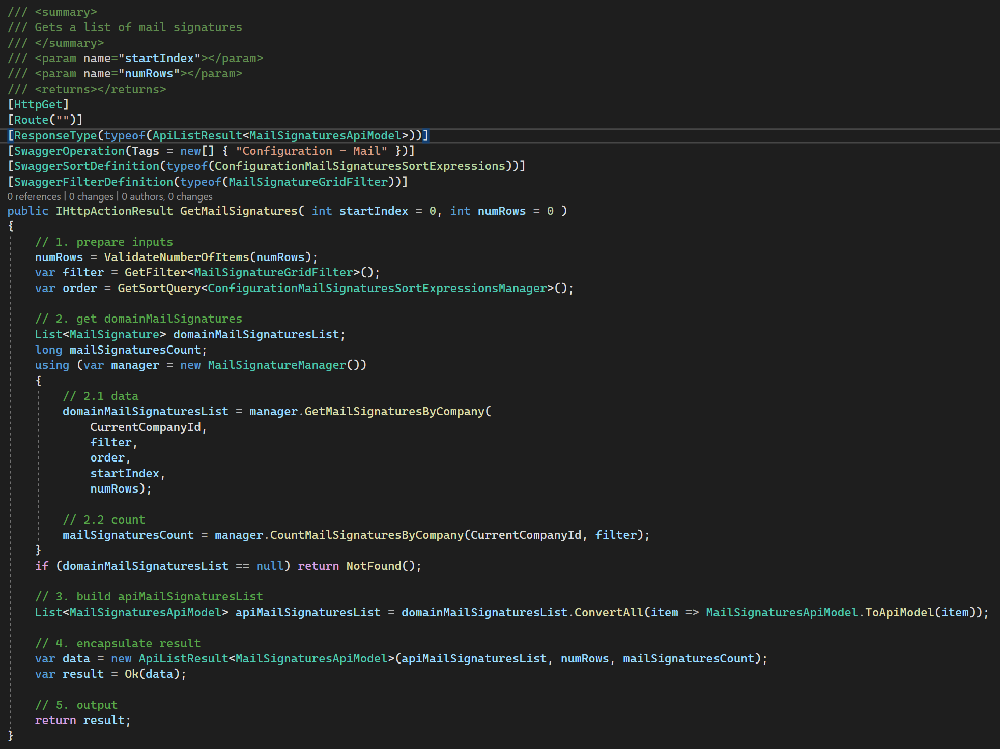 /// <summary>
/// Gets a list of mail signatures
/// </summary>
/// <param name="startIndex"></param>
/// <param name="numRows"></param>
/// <returns></returns>
[HttpGet]
[Route("")]
[ResponseType(typeof(ApiListResult<MailSignaturesApiModel>))]
[SwaggerOperation(Tags = new[] { "Configuration - Mail" })]
[SwaggerSortDefinition(typeof(ConfigurationMailSignaturesSortExpressions))]
[SwaggerFilterDefinition(typeof(MailSignatureGridFilter))]
0 references | 0 changes | 0 authors, 0 changes
public IHttpActionResult GetMailSignatures( int startIndex = 0, int numRows = 0 )
{
    // 1. prepare inputs
    numRows = ValidateNumberOfItems(numRows);
    var filter = GetFilter<MailSignatureGridFilter>();
    var order = GetSortQuery<ConfigurationMailSignaturesSortExpressionsManager>();

    // 2. get domainMailSignatures
    List<MailSignature> domainMailSignaturesList;
    long mailSignaturesCount;
    using (var manager = new MailSignatureManager())
    {
        // 2.1 data
        domainMailSignaturesList = manager.GetMailSignaturesByCompany(
            CurrentCompanyId,
            filter,
            order,
            startIndex,
            numRows);

        // 2.2 count
        mailSignaturesCount = manager.CountMailSignaturesByCompany(CurrentCompanyId, filter);
    }
    if (domainMailSignaturesList == null) return NotFound();

    // 3. build apiMailSignaturesList
    List<MailSignaturesApiModel> apiMailSignaturesList = domainMailSignaturesList.ConvertAll(item => MailSignaturesApiModel.ToApiModel(item));

    // 4. encapsulate result
    var data = new ApiListResult<MailSignaturesApiModel>(apiMailSignaturesList, numRows, mailSignaturesCount);
    var result = Ok(data);

    // 5. output
    return result;
}